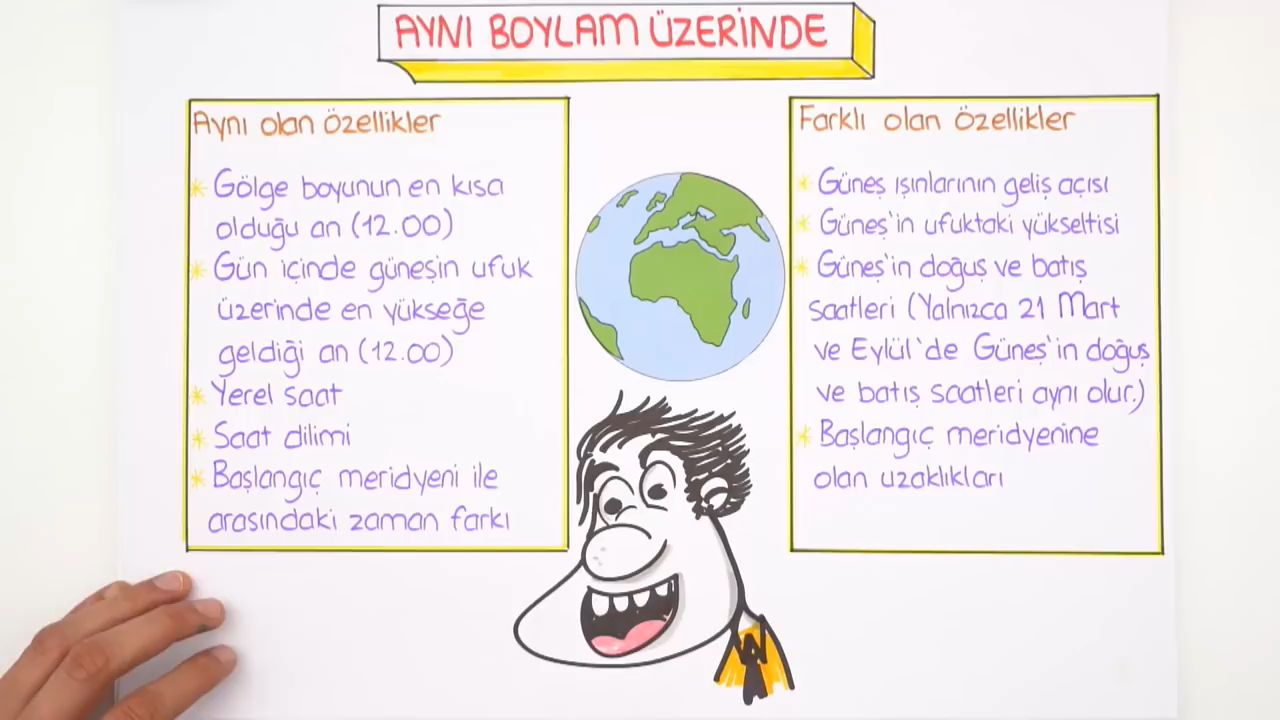 AYNI BOYLAM ÜZERİNDE
Aynı olan özellikler
* Gölge boyunun en kısa
olduğu an (12.00)
* Gün içinde güneşin ufuk
üzerinde en yükseğe
geldiği an (12.00)
* Yerel saat
* Saat dilimi
* Başlangıç meridyeni ile
arasındaki zaman farkı
Farklı olan özellikler
* Güneş ışınlarının geliş açısı
* Güneş'in ufuktaki yükseltisi
* Güneş'in doğuş ve batış
saatleri (Yalnızca 21 Mart
ve Eylül'de Güneş'in doğuş
ve batış saatleri aynı olur.)
* Başlangıç meridyenine
olan uzaklıkları